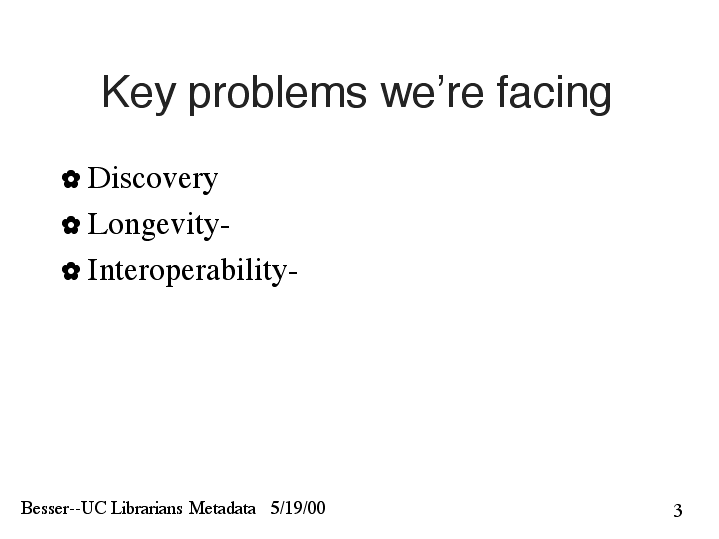 Key problems we’re facing
✿ Discovery
✿ Longevity-
✿ Interoperability-
Besser--UC Librarians Metadata 5/19/00
3